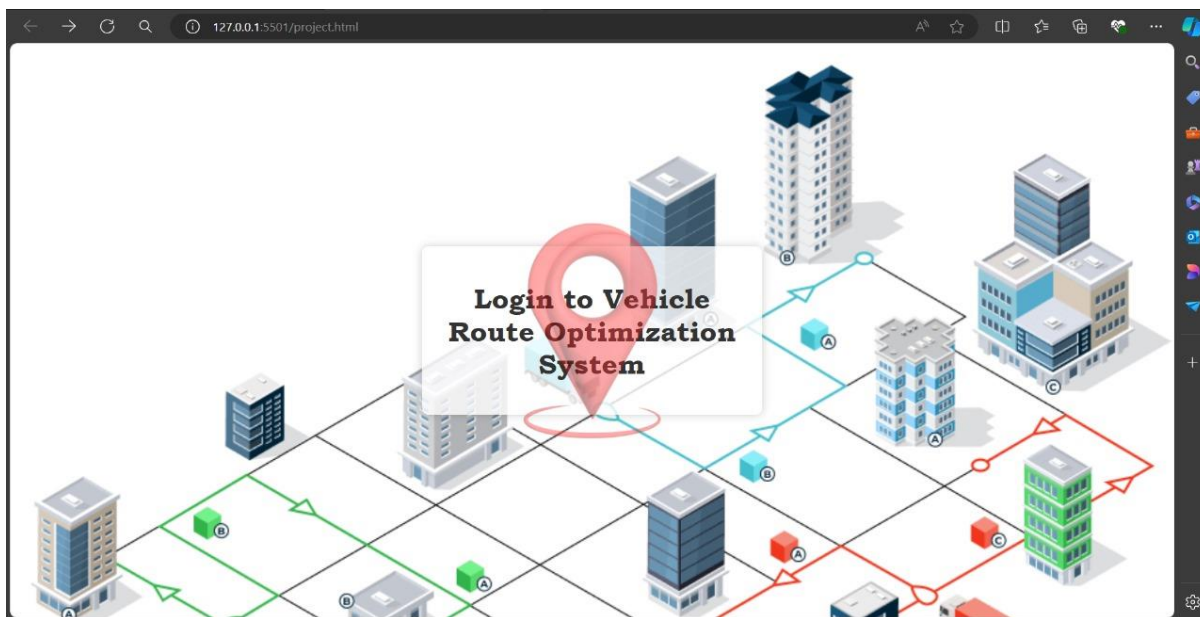 127.0.0.1:5501/project.html
B
A
Login to Vehicle
Route Optimization
System
A
C
A
B
B
A
C
A
B
A